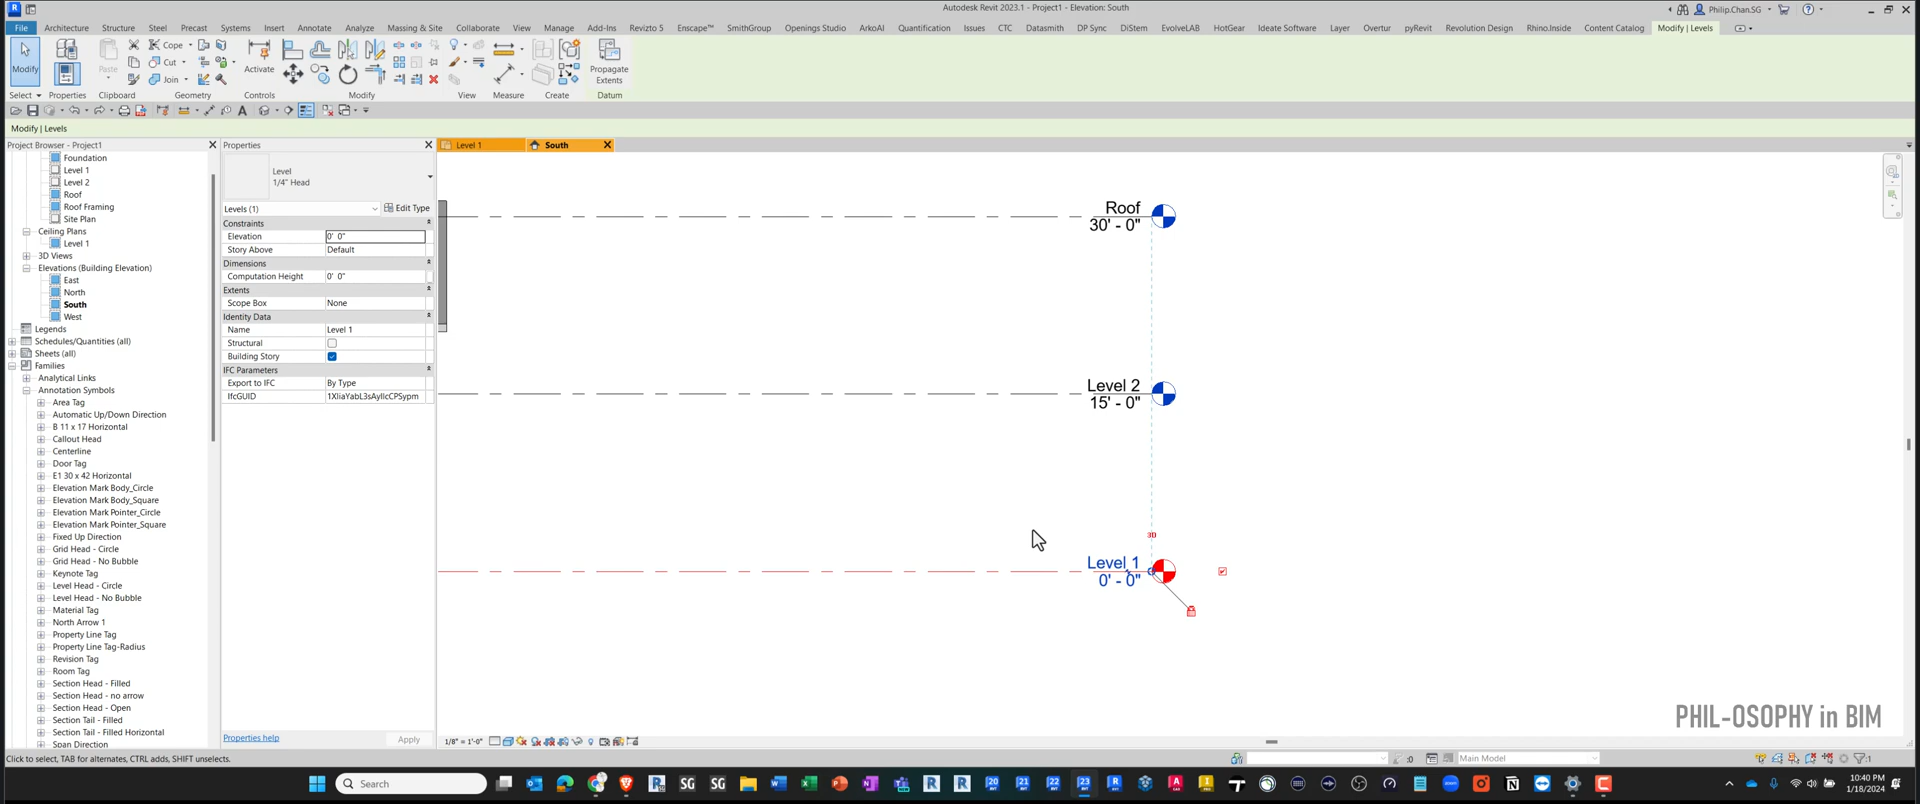 Autodesk Revit 2023.1 - Project1 - Elevation: South
Philip.Chan.SG
File Architecture Structure Steel Precast Systems Insert Annotate Analyze Massing & Site Collaborate View Manage Add-Ins Revizto 5 Enscape™ SmithGroup Openings Studio ArkoAI Quantification Issues CTC Datasmith DP Sync DiStem EvolveLAB HotGear Ideate Software Layer Overtur pyRevit Revolution Design Rhino.Inside Content Catalog Modify | Levels
Modify
Paste
Cope
Cut
Join
Activate
Propagate
Extents
Select Properties Clipboard Geometry Controls Modify View Measure Create Datum
Modify | Levels
Project Browser - Project1
Foundation
Level 1
Level 2
Roof
Roof Framing
Site Plan
Ceiling Plans
Level 1
3D Views
Elevations (Building Elevation)
East
North
South
West
Legends
Schedules/Quantities (all)
Sheets (all)
Families
Analytical Links
Annotation Symbols
Area Tag
Automatic Up/Down Direction
B 11 x 17 Horizontal
Callout Head
Centerline
Door Tag
E1 30 x 42 Horizontal
Elevation Mark Body_Circle
Elevation Mark Body_Square
Elevation Mark Pointer_Circle
Elevation Mark Pointer_Square
Fixed Up Direction
Grid Head - Circle
Grid Head - No Bubble
Keynote Tag
Level Head - Circle
Level Head - No Bubble
Material Tag
North Arrow 1
Property Line Tag
Property Line Tag-Radius
Revision Tag
Room Tag
Section Head - Filled
Section Head - no arrow
Section Head - Open
Section Tail - Filled
Section Tail - Filled Horizontal
Span Direction
Properties
Level
1/4" Head
Levels (1)
Edit Type
Constraints
Elevation 0' 0"
Story Above Default
Dimensions
Computation Height 0' 0"
Extents
Scope Box None
Identity Data
Name Level 1
Structural
Building Story
IFC Parameters
Export to IFC By Type
IfcGUID
Properties help
Apply
Level 1
South
Roof
30' - 0"
Level 2
15' - 0"
3D
Level 1
0' - 0"
PHIL-OSOPHY in BIM
1/8" = 1'-0"
Click to select, TAB for alternates, CTRL adds, SHIFT unselects.
:0
Main Model
:1
Search
10:40 PM
1/18/2024